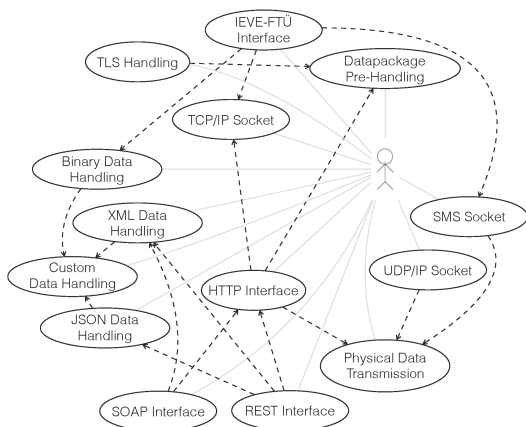 IEVE-FTÜ
Interface
TLS Handling
Datapackage
Pre-Handling
TCP/IP Socket
Binary Data
Handling
XML Data
Handling
SMS Socket
Custom
Data Handling
UDP/IP Socket
HTTP Interface
JSON Data
Handling
Physical Data
Transmission
SOAP Interface
REST Interface